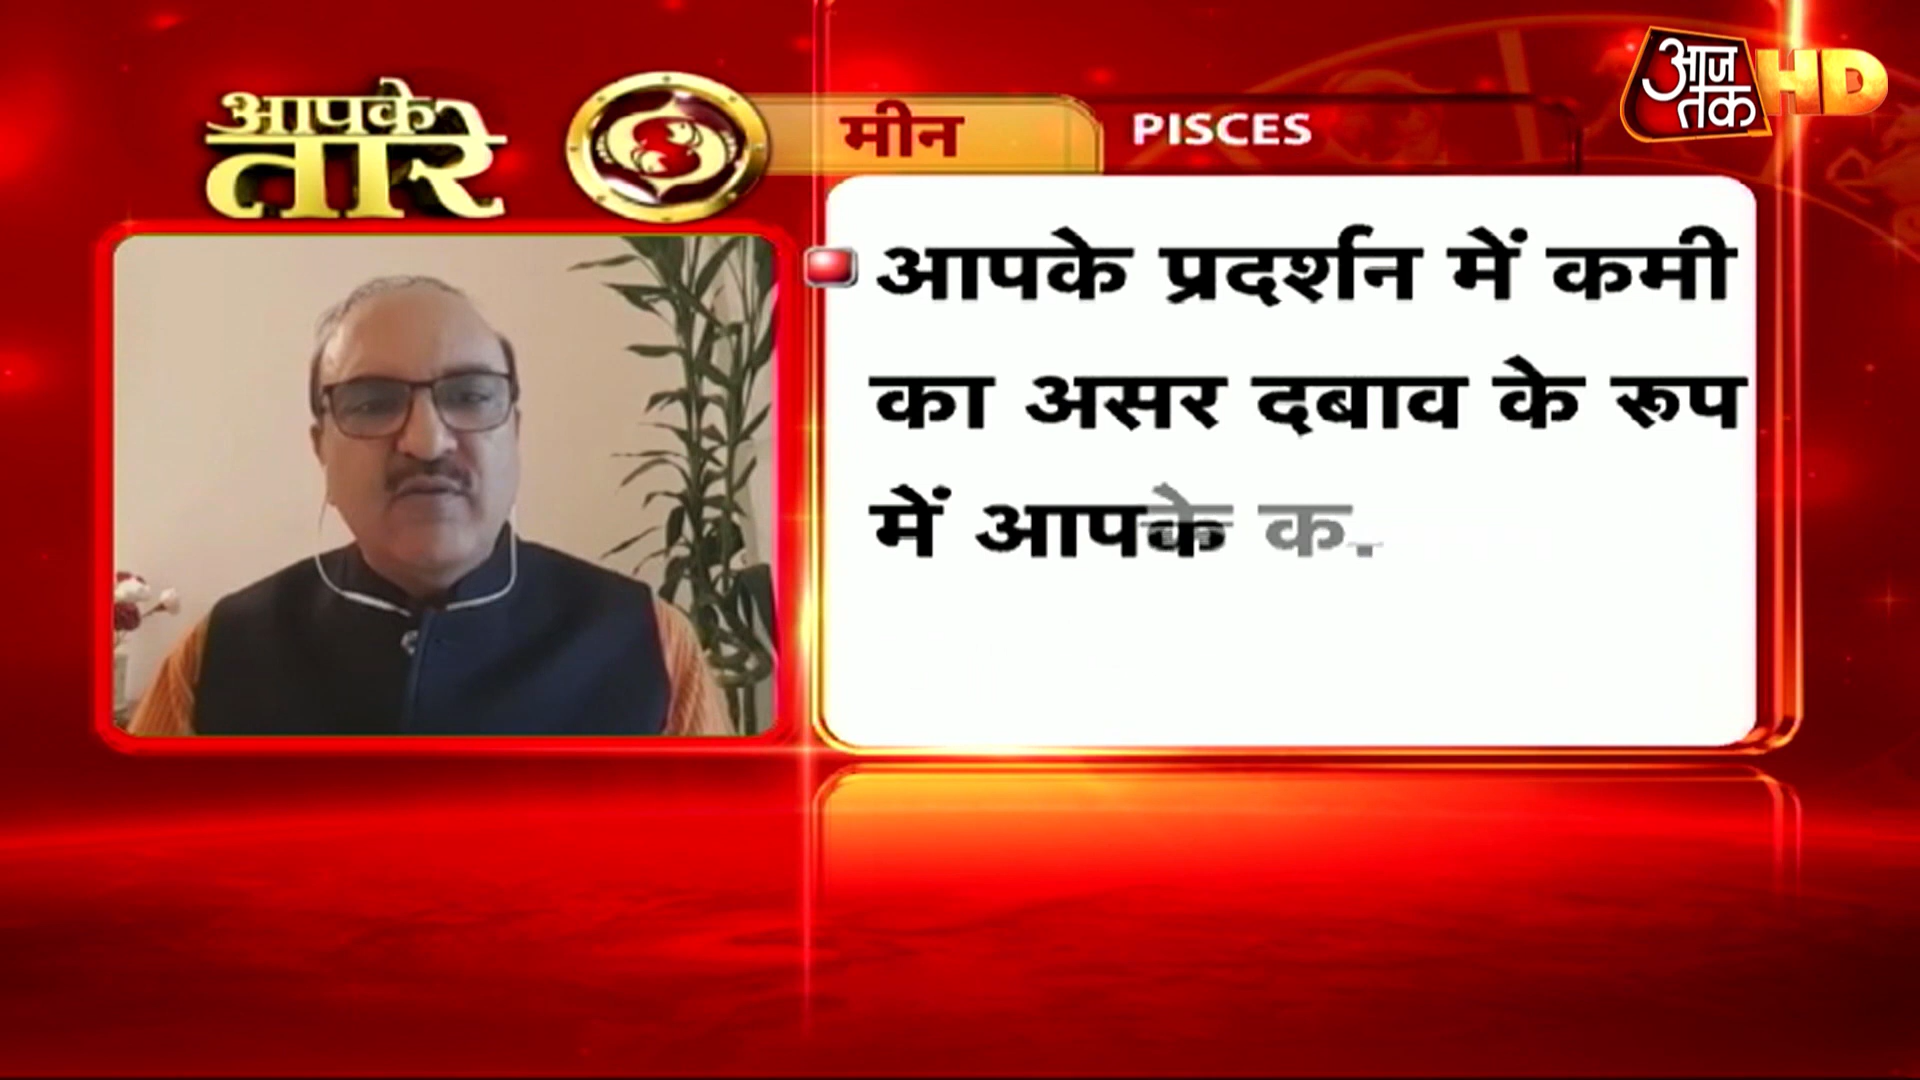 आपके
तारे
मीन
PISCES
आज
तक
HD
आपके प्रदर्शन में कमी
का असर दबाव के रूप
में आपके क